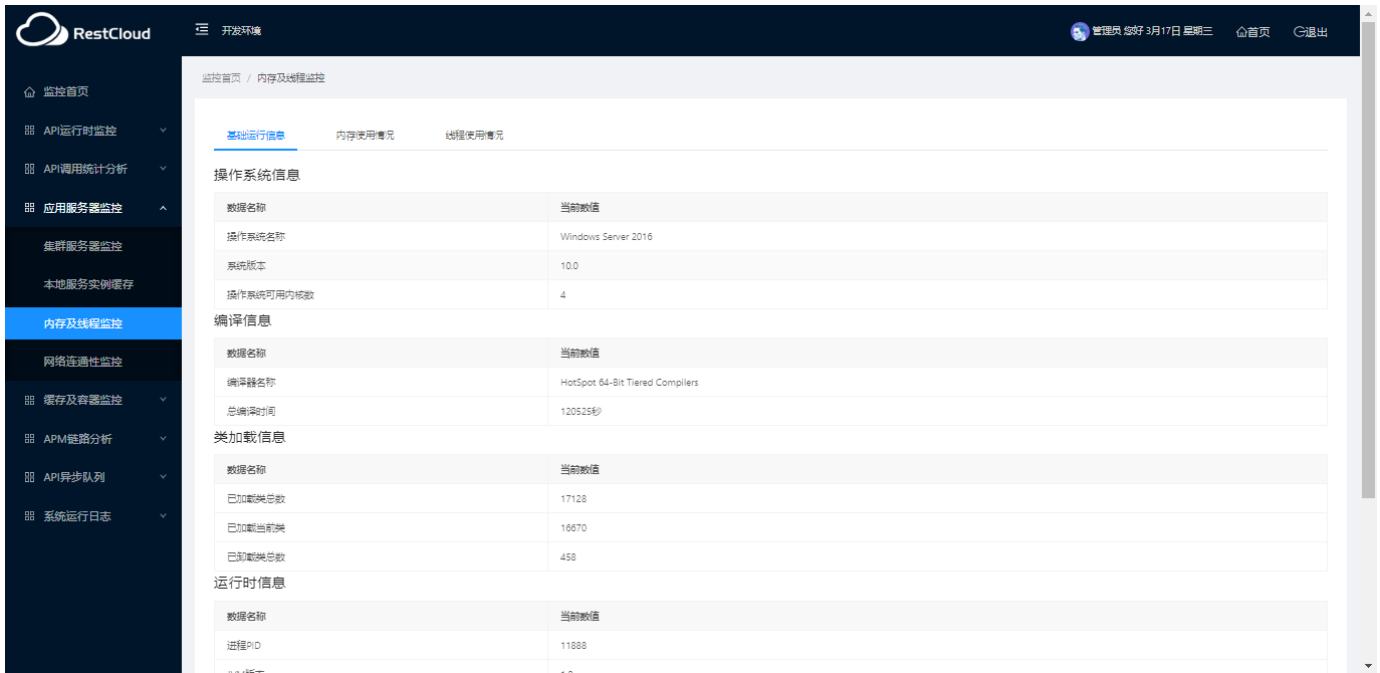 RestCloud
开发环境
管理员 您好 3月17日 星期三
首页
退出
监控首页
API运行时监控
API调用统计分析
应用服务器监控
集群服务器监控
本地服务实例缓存
内存及线程监控
网络连通性监控
缓存及容器监控
APM链路分析
API异步队列
系统运行日志
监控首页 / 内存及线程监控
基础运行信息 内存使用情况 线程使用情况
操作系统信息
数据名称 当前数值
操作系统名称 Windows Server 2016
系统版本 10.0
操作系统可用内核数 4
编译信息
数据名称 当前数值
编译器名称 HotSpot 64-Bit Tiered Compilers
总编译时间 120525秒
类加载信息
数据名称 当前数值
已加载类总数 17128
已加载当前类 16670
已卸载类总数 458
运行时信息
数据名称 当前数值
进程PID 11888